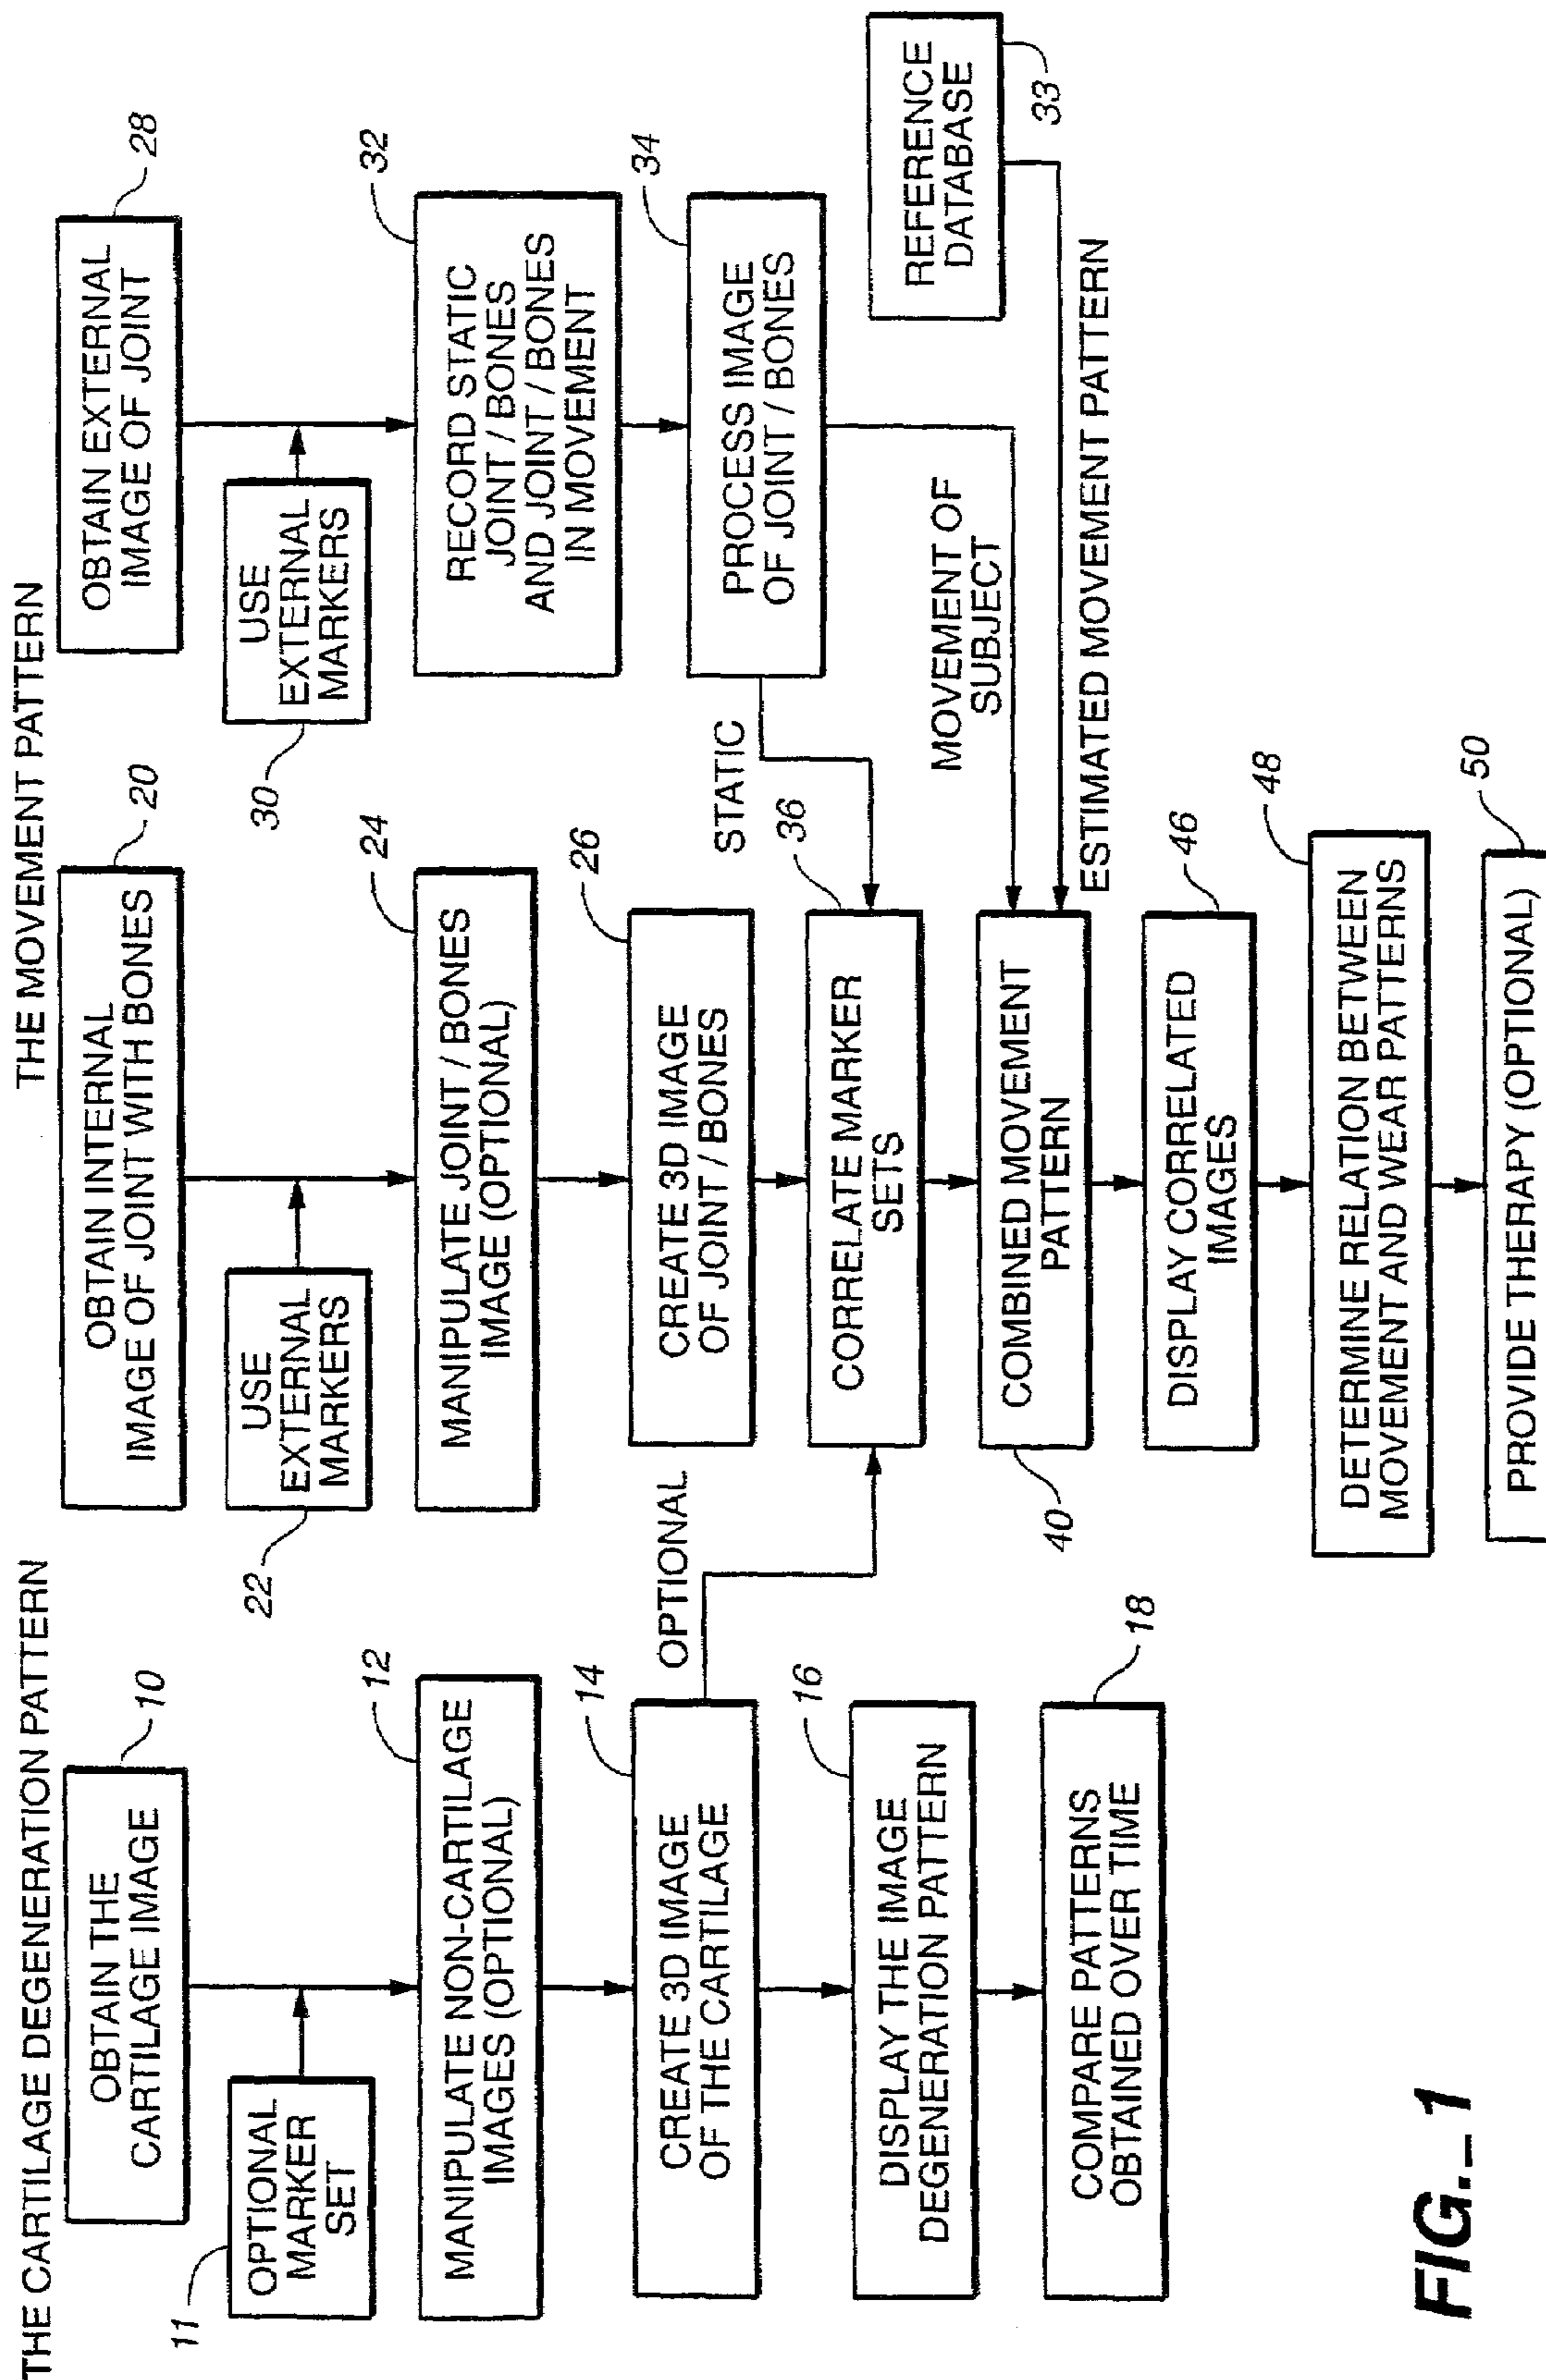 THE CARTILAGE DEGENERATION PATTERN
OBTAIN THE
CARTILAGE IMAGE
10
OPTIONAL
MARKER
SET
11
MANIPULATE NON-CARTILAGE
IMAGES (OPTIONAL)
12
CREATE 3D IMAGE
OF THE CARTILAGE
14
OPTIONAL
DISPLAY THE IMAGE
DEGENERATION PATTERN
16
COMPARE PATTERNS
OBTAINED OVER TIME
18
THE MOVEMENT PATTERN
OBTAIN INTERNAL
IMAGE OF JOINT WITH BONES
20
USE
EXTERNAL
MARKERS
22
MANIPULATE JOINT / BONES
IMAGE (OPTIONAL)
24
CREATE 3D IMAGE
OF JOINT / BONES
26
CORRELATE MARKER
SETS
36
COMBINED MOVEMENT
PATTERN
40
DISPLAY CORRELATED
IMAGES
46
DETERMINE RELATION BETWEEN
MOVEMENT AND WEAR PATTERNS
48
PROVIDE THERAPY (OPTIONAL)
50
OBTAIN EXTERNAL
IMAGE OF JOINT
28
USE
EXTERNAL
MARKERS
30
RECORD STATIC
JOINT / BONES
AND JOINT / BONES
IN MOVEMENT
32
PROCESS IMAGE
OF JOINT / BONES
34
STATIC
MOVEMENT OF
SUBJECT
REFERENCE
DATABASE
33
ESTIMATED MOVEMENT PATTERN
FIG._1